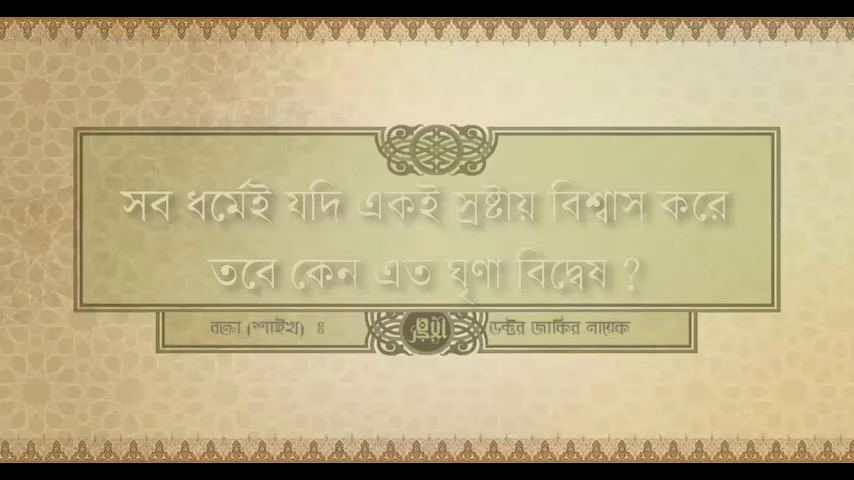 সব ধর্মেই যদি একই স্রষ্টায় বিশ্বাস করে
তবে কেন এত ঘৃণা বিদ্বেষ ?
বক্তা (শাইখ) ঃ ডক্টর জাকির নায়েক